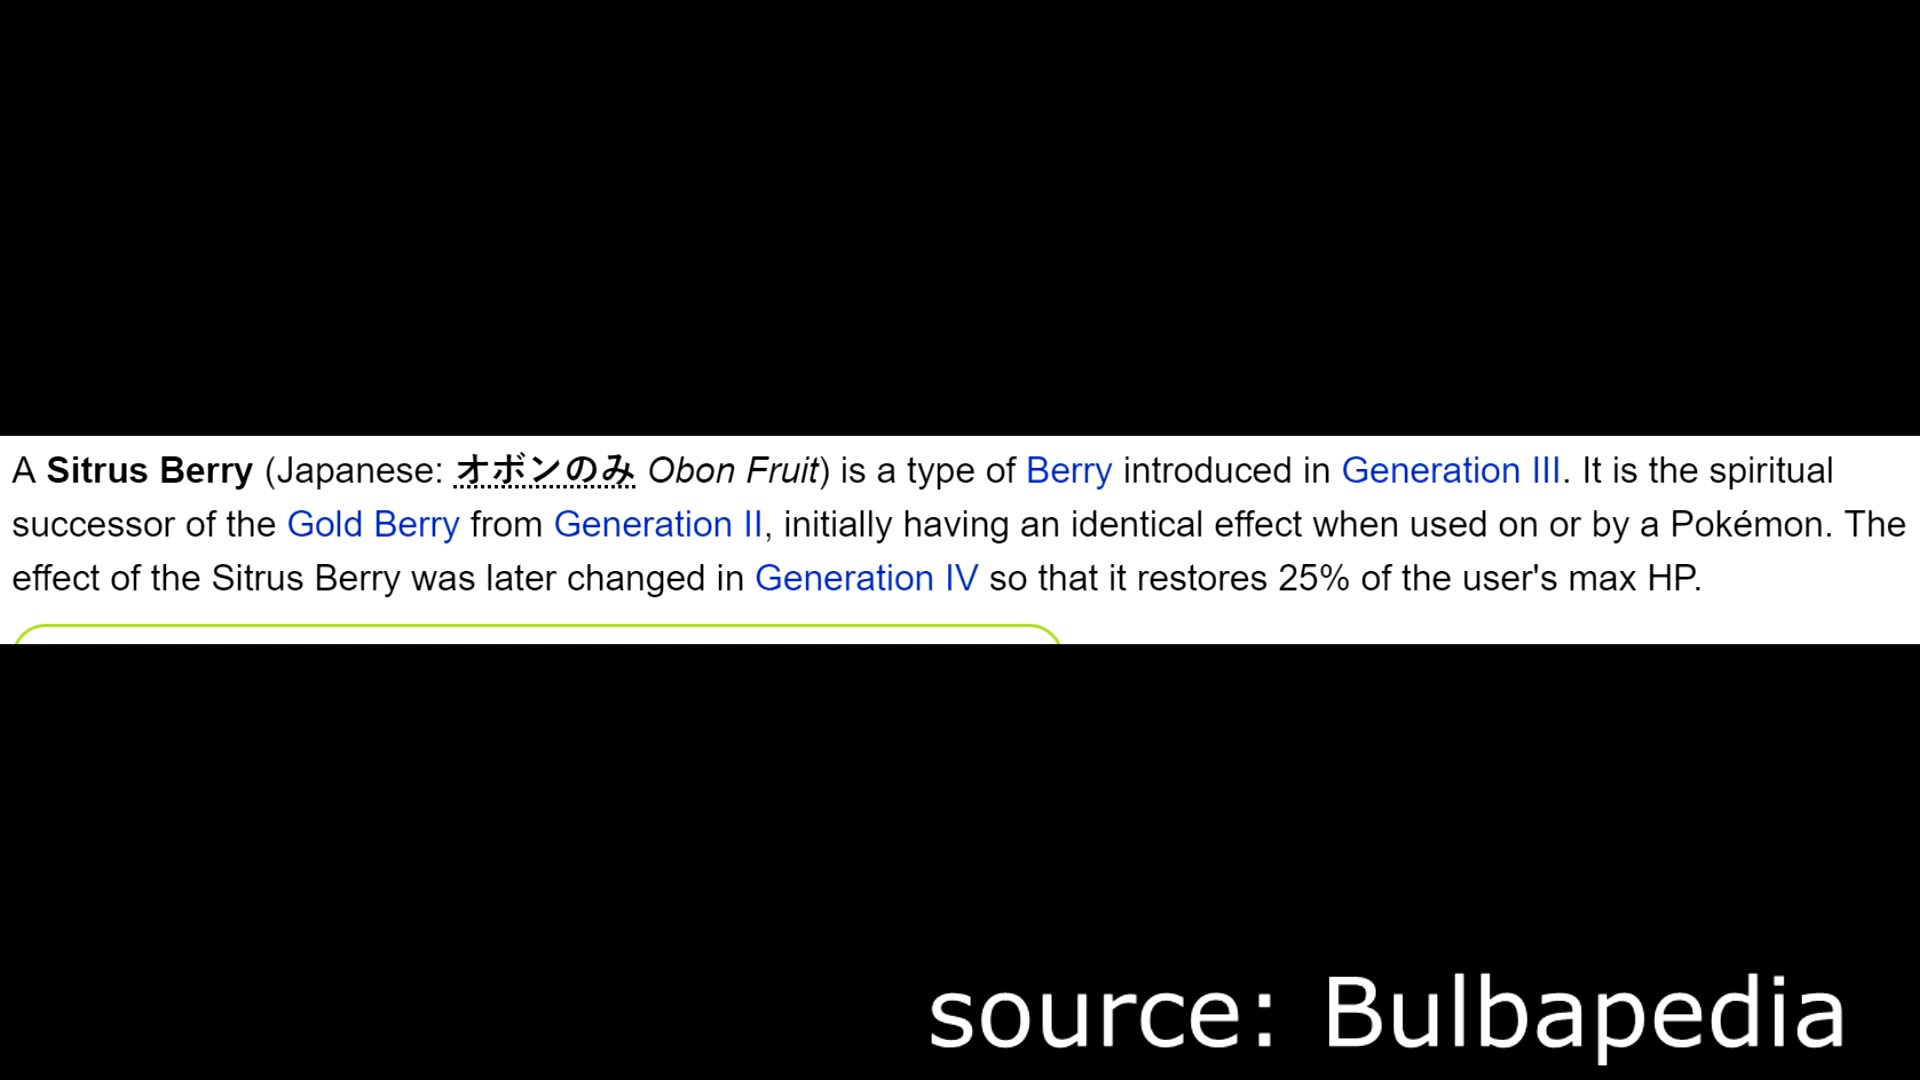 A Sitrus Berry (Japanese: オボンのみ Obon Fruit) is a type of Berry introduced in Generation III. It is the spiritual
successor of the Gold Berry from Generation II, initially having an identical effect when used on or by a Pokémon. The
effect of the Sitrus Berry was later changed in Generation IV so that it restores 25% of the user's max HP.
source: Bulbapedia